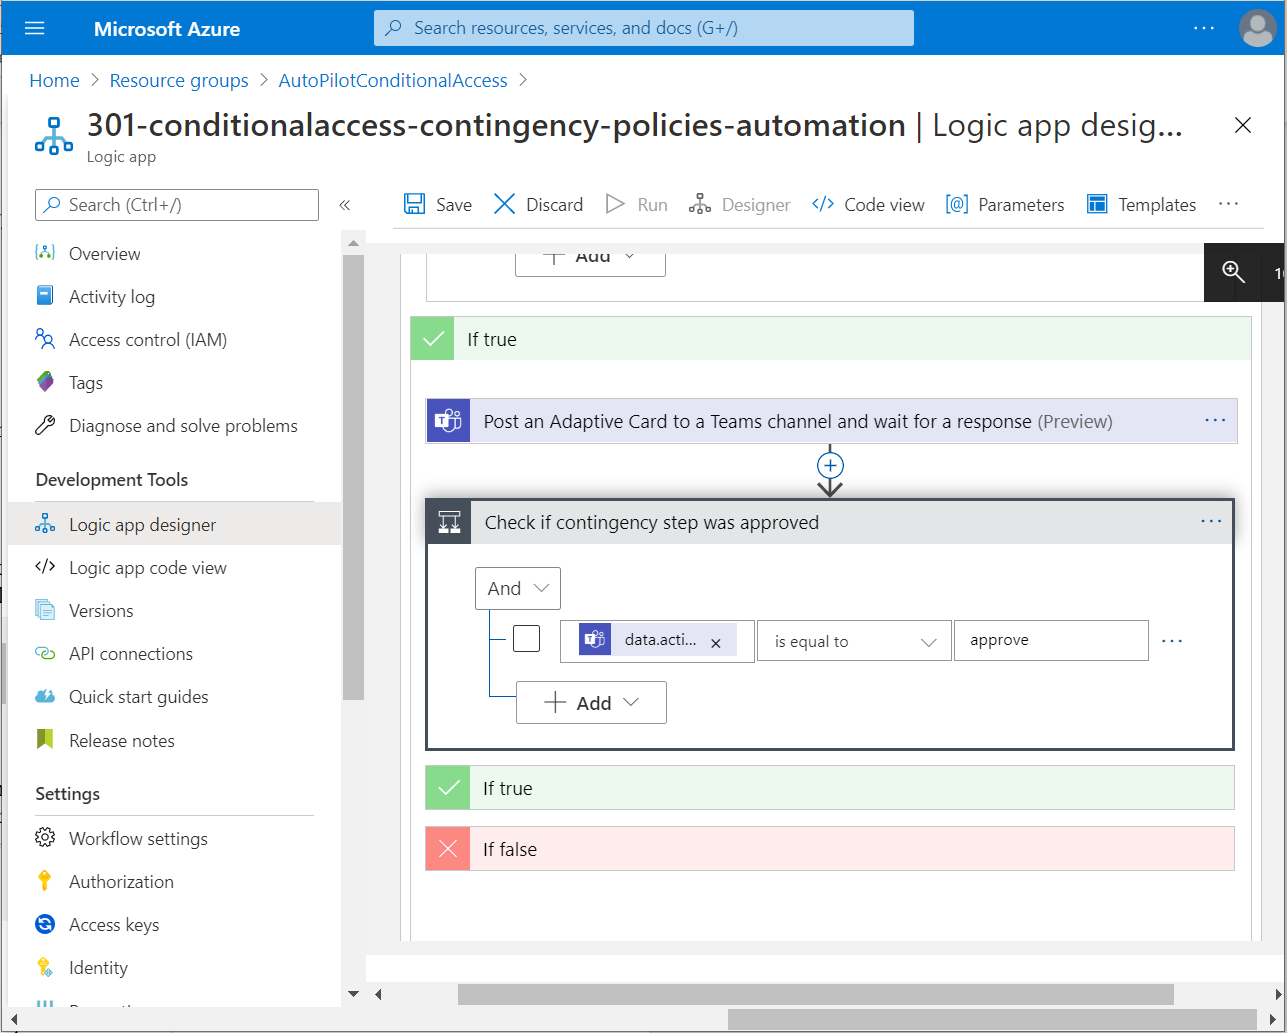 Microsoft Azure
Search resources, services, and docs (G+/)
...
Home > Resource groups > AutoPilotConditionalAccess >
301-conditionalaccess-contingency-policies-automation | Logic app desig...
Logic app
Search (Ctrl+/)
«
Save
Discard
Run
Designer
Code view
Parameters
Templates
...
Overview
Activity log
Access control (IAM)
Tags
Diagnose and solve problems
Development Tools
Logic app designer
Logic app code view
Versions
API connections
Quick start guides
Release notes
Settings
Workflow settings
Authorization
Access keys
Identity
Add
If true
Post an Adaptive Card to a Teams channel and wait for a response (Preview)
...
Check if contingency step was approved
...
And
data.acti... ×
is equal to
approve
...
Add
If true
If false